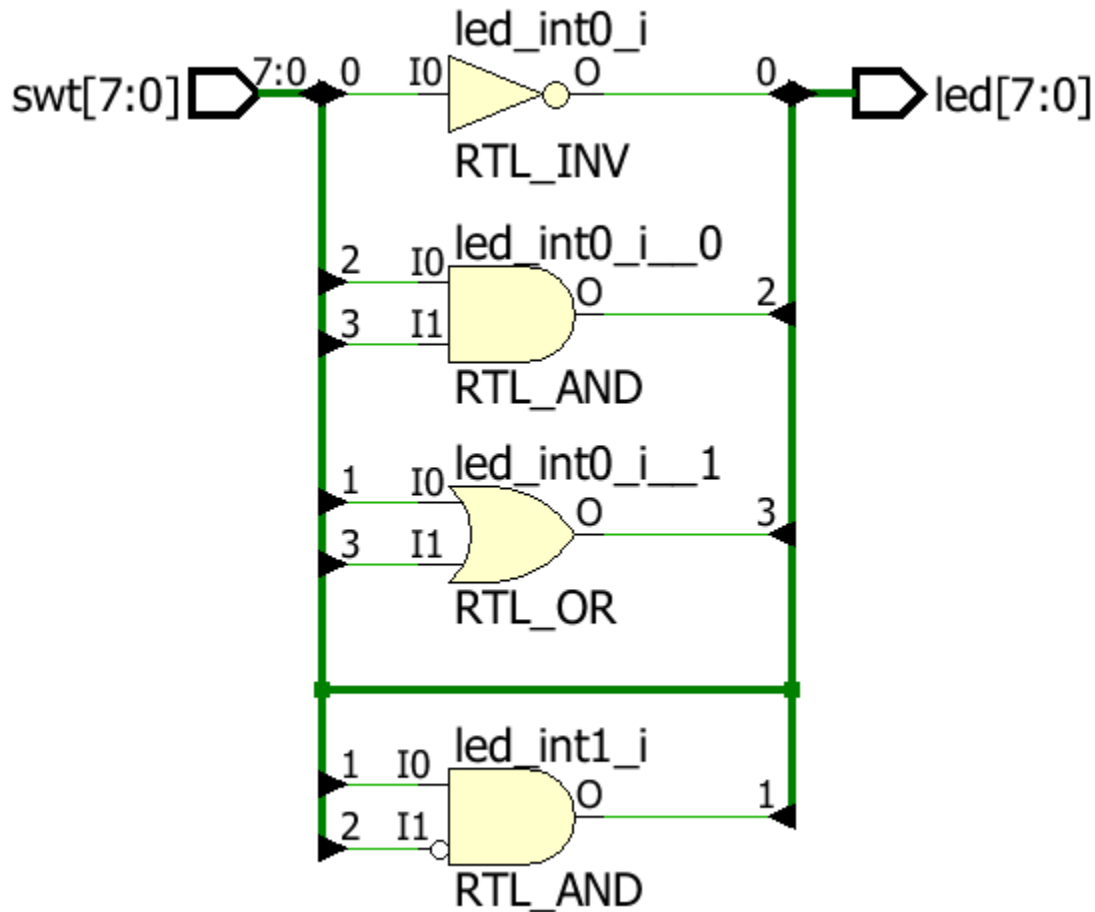 led_int0_i
swt[7:0] 7:0 0 I0 O 0 led[7:0]
RTL_INV
led_int0_i__0
2 I0 O 2
3 I1
RTL_AND
led_int0_i__1
1 I0 O 3
3 I1
RTL_OR
led_int1_i
1 I0 O 1
2 I1
RTL_AND